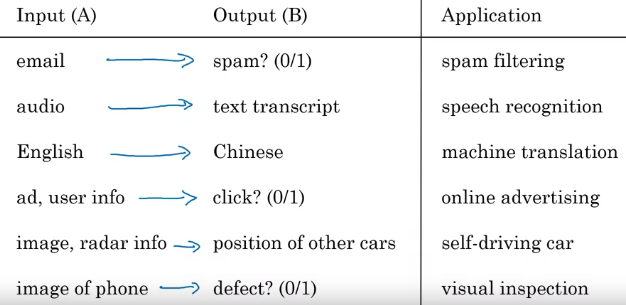 Input (A) Output (B) Application
email spam? (0/1) spam filtering
audio text transcript speech recognition
English Chinese machine translation
ad, user info click? (0/1) online advertising
image, radar info position of other cars self-driving car
image of phone defect? (0/1) visual inspection